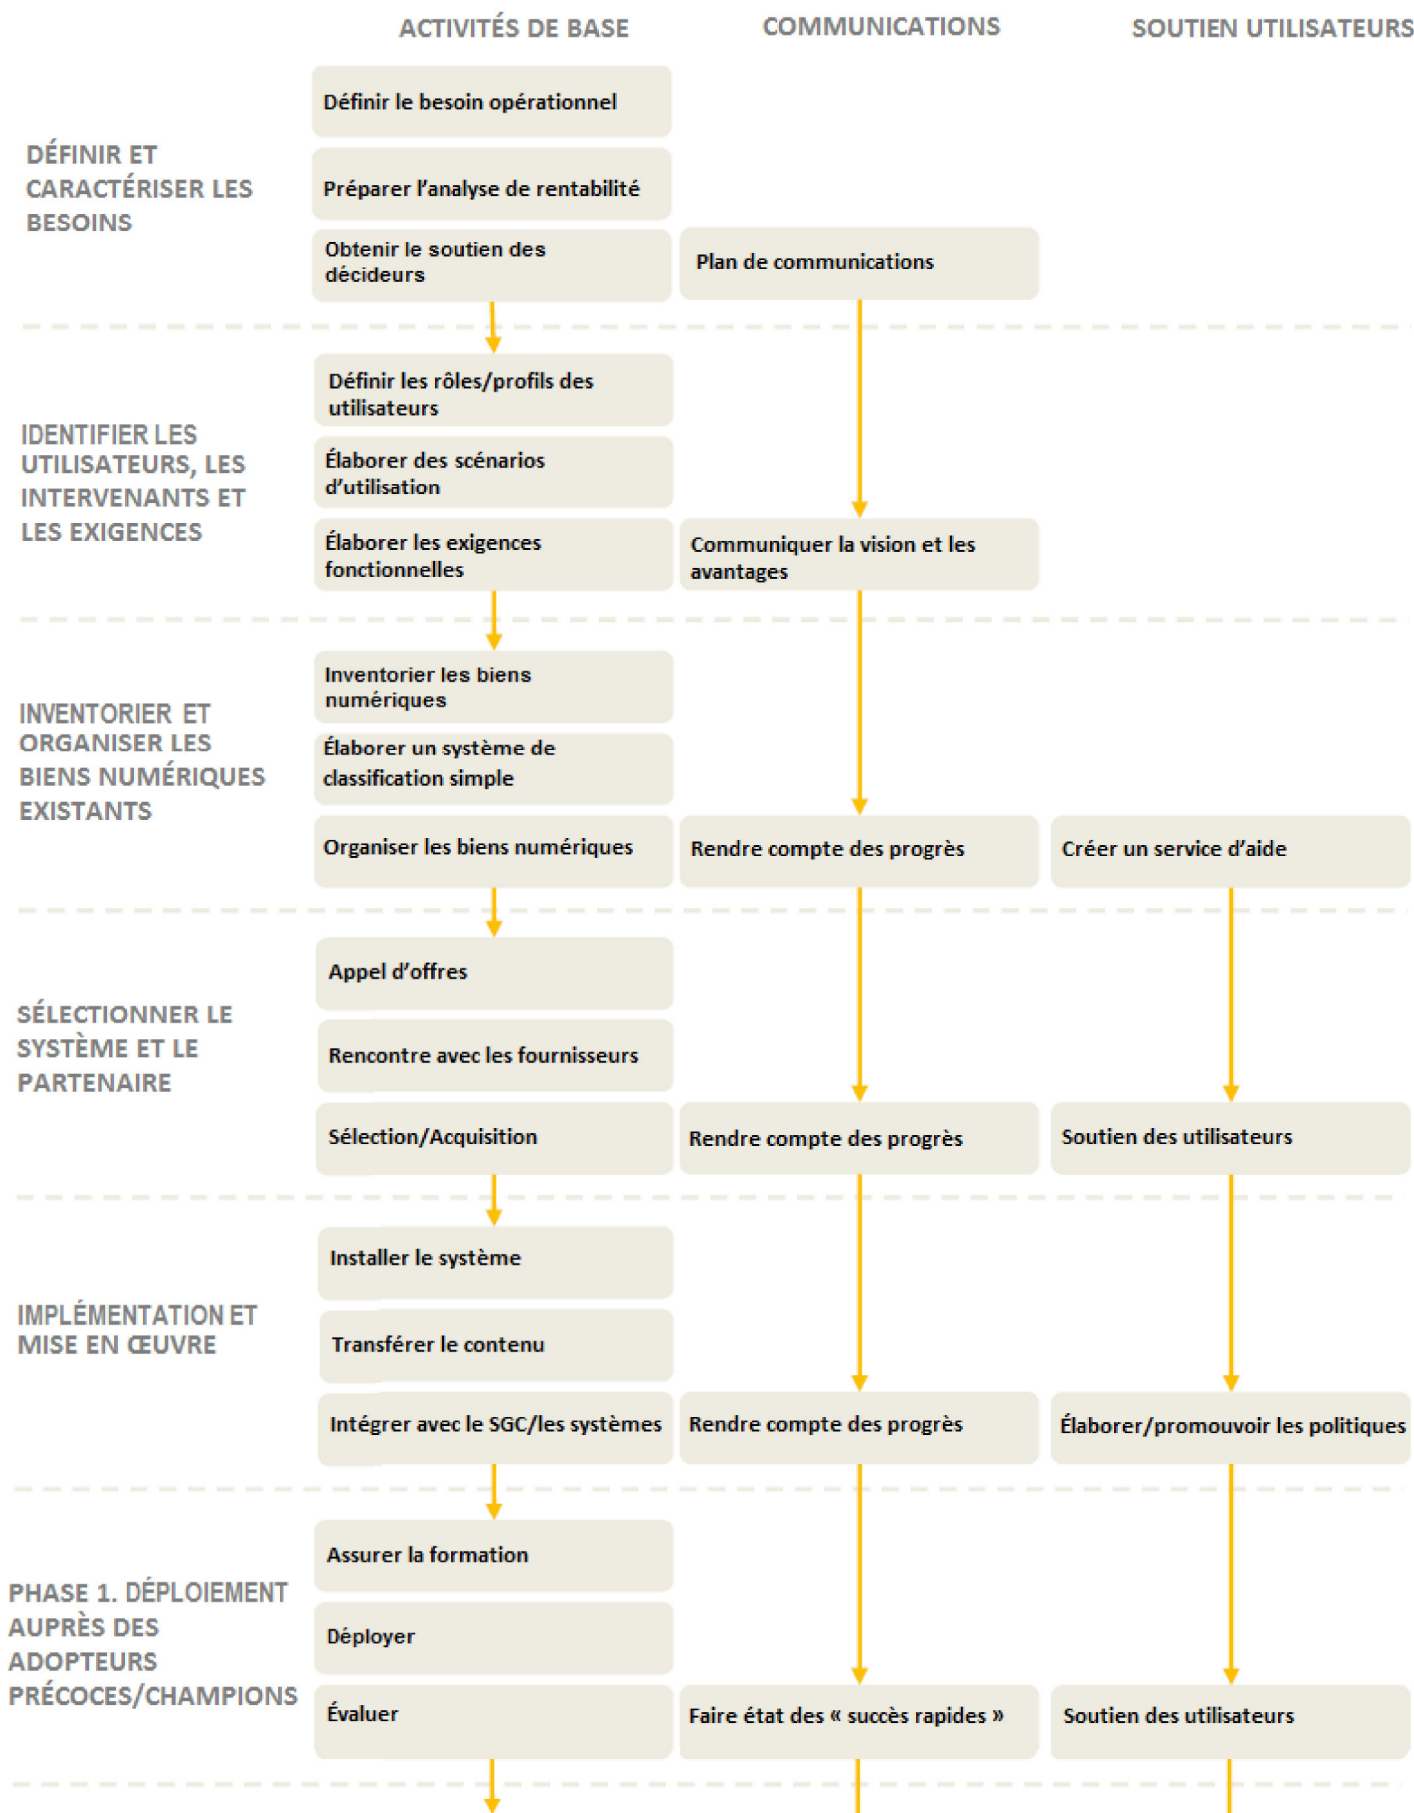 ACTIVITÉS DE BASE
COMMUNICATIONS
SOUTIEN UTILISATEURS
DÉFINIR ET
CARACTÉRISER LES
BESOINS
Définir le besoin opérationnel
Préparer l'analyse de rentabilité
Obtenir le soutien des
décideurs
Plan de communications
IDENTIFIER LES
UTILISATEURS, LES
INTERVENANTS ET
LES EXIGENCES
Définir les rôles/profils des
utilisateurs
Élaborer des scénarios
d'utilisation
Élaborer les exigences
fonctionnelles
Communiquer la vision et les
avantages
INVENTORIER ET
ORGANISER LES
BIENS NUMÉRIQUES
EXISTANTS
Inventorier les biens
numériques
Élaborer un système de
classification simple
Organiser les biens numériques
Rendre compte des progrès
Créer un service d'aide
SÉLECTIONNER LE
SYSTÈME ET LE
PARTENAIRE
Appel d'offres
Rencontre avec les fournisseurs
Sélection/Acquisition
Rendre compte des progrès
Soutien des utilisateurs
IMPLÉMENTATION ET
MISE EN ŒUVRE
Installer le système
Transférer le contenu
Intégrer avec le SGC/les systèmes
Rendre compte des progrès
Élaborer/promouvoir les politiques
PHASE 1. DÉPLOIEMENT
AUPRÈS DES
ADOPTEURS
PRÉCOCES/CHAMPIONS
Assurer la formation
Déployer
Évaluer
Faire état des « succès rapides »
Soutien des utilisateurs